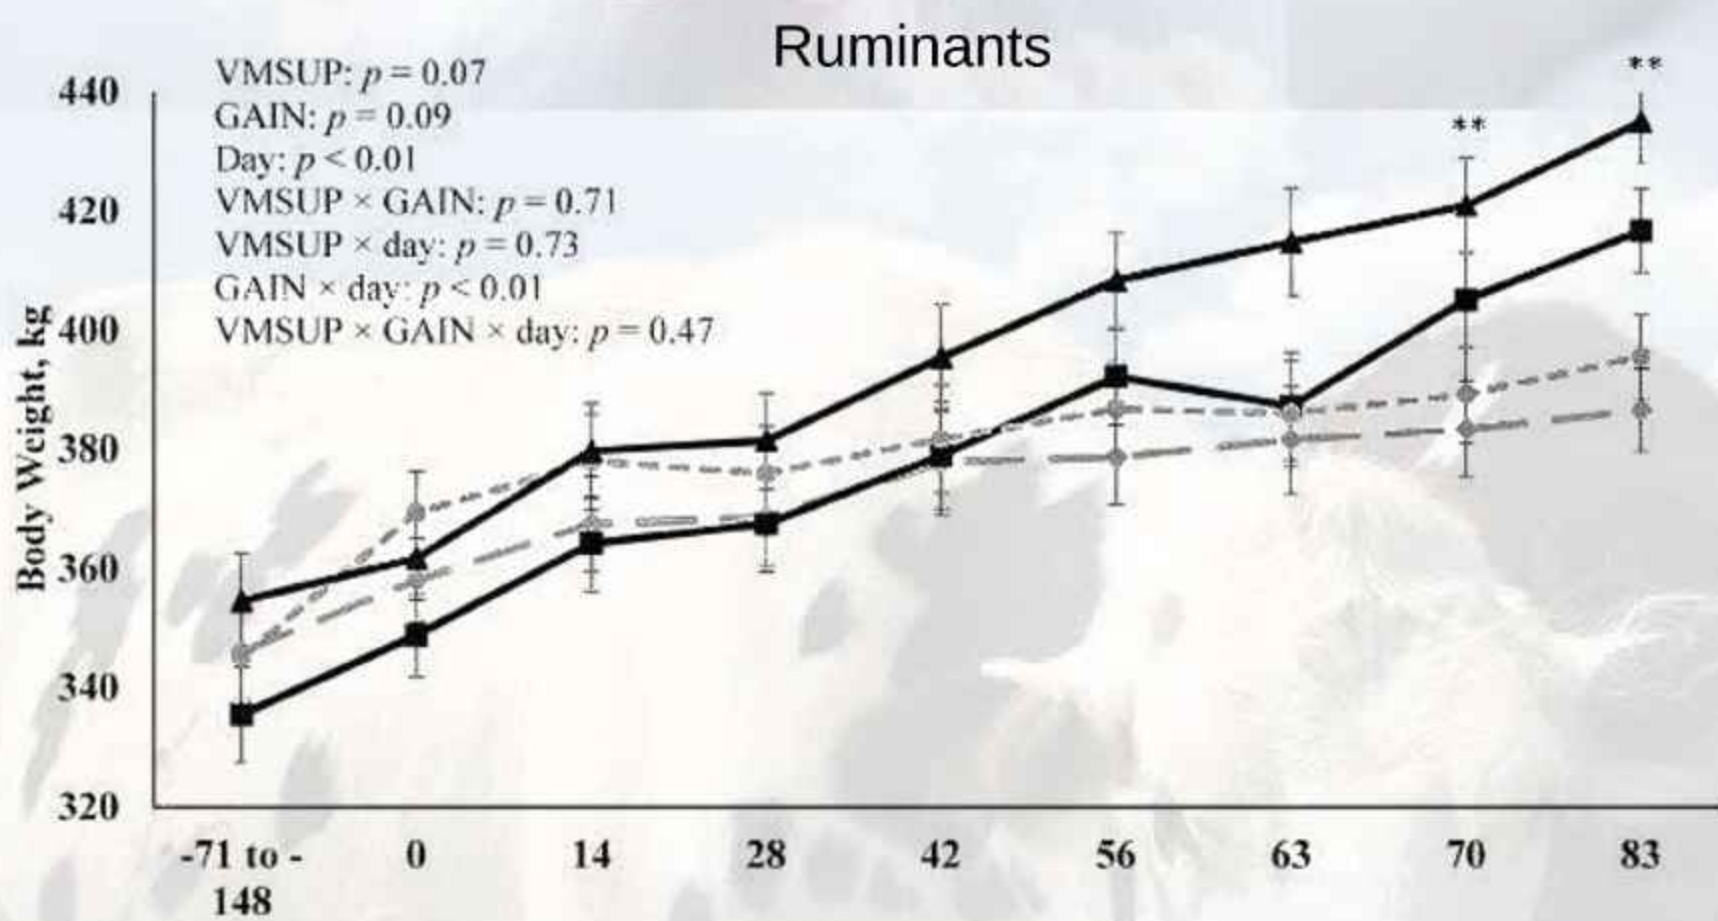 Ruminants
VMSUP: p = 0.07
GAIN: p = 0.09
Day: p < 0.01
VMSUP × GAIN: p = 0.71
VMSUP × day: p = 0.73
GAIN × day: p < 0.01
VMSUP × GAIN × day: p = 0.47
**
**
Body Weight, kg
440
420
400
380
360
340
320
-71 to -
148
0
14
28
42
56
63
70
83